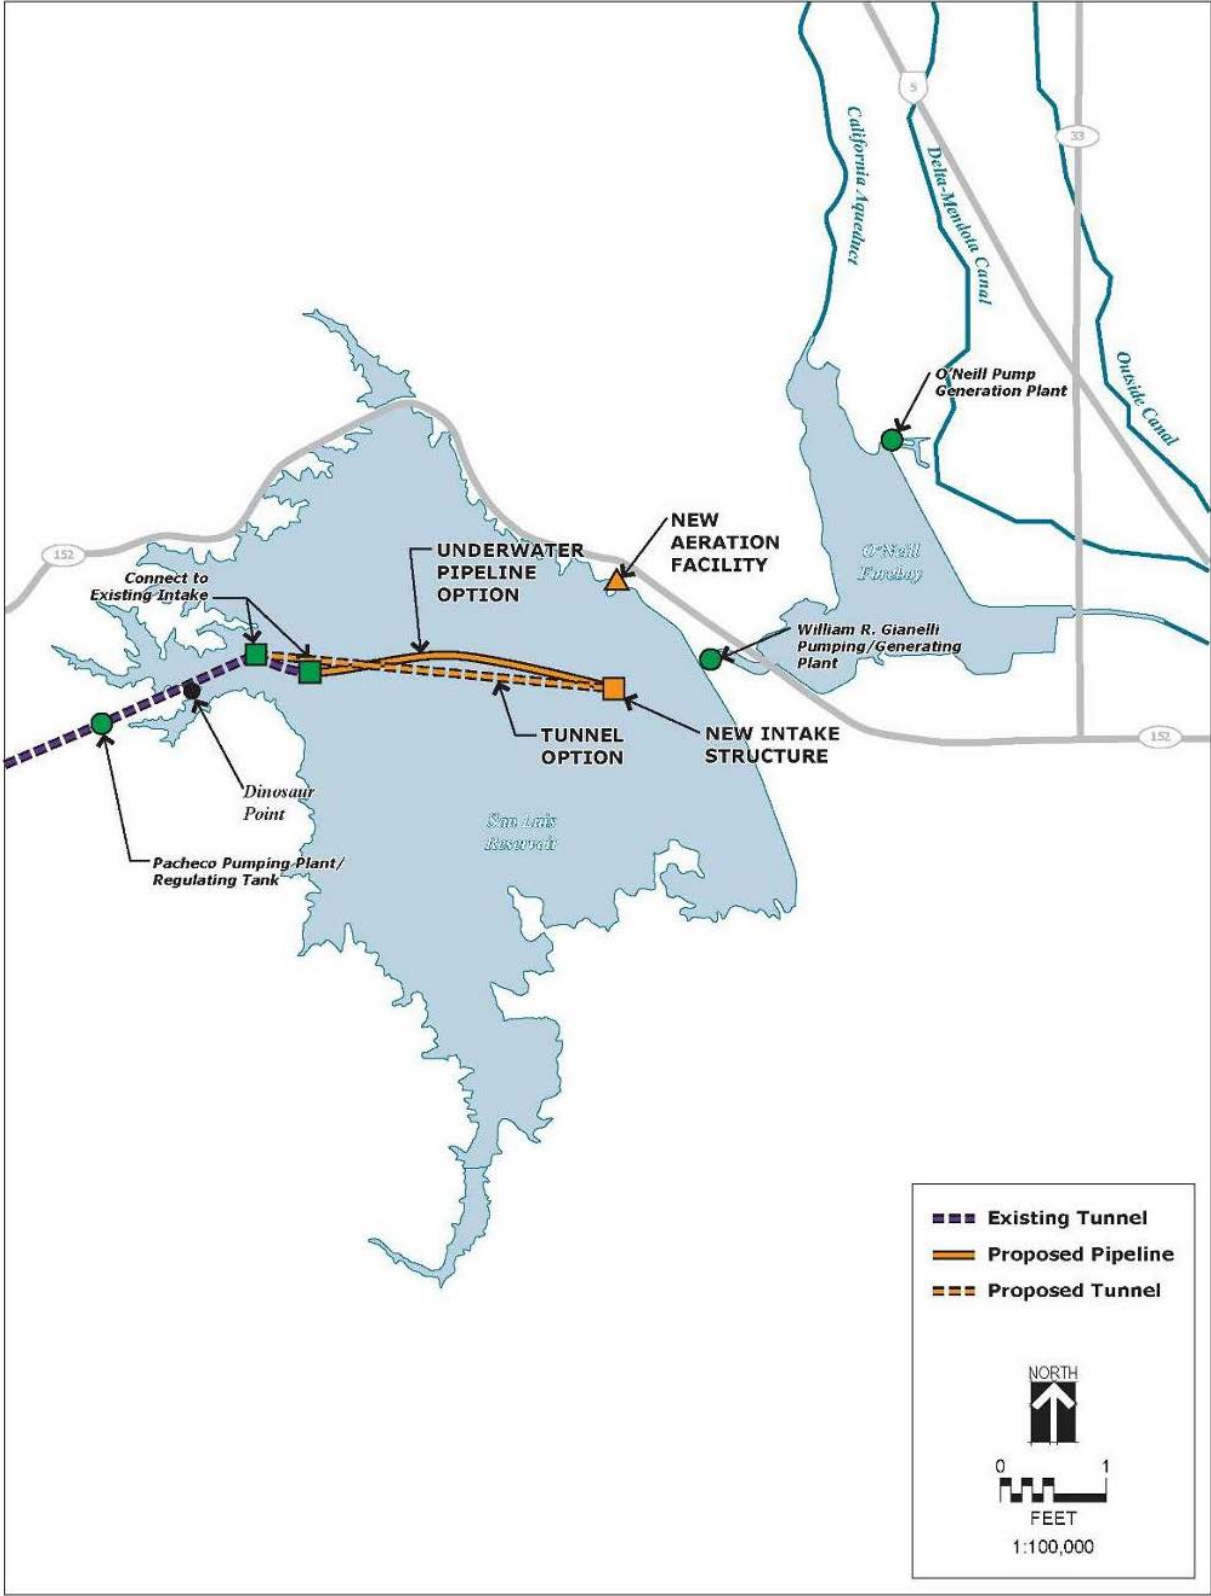 5
33
California Aqueduct
Delta-Mendota Canal
Outside Canal
O'Neill Pump
Generation Plant
NEW
AERATION
FACILITY
UNDERWATER
PIPELINE
OPTION
O'Neill
Forebay
152
Connect to
Existing Intake
William R. Gianelli
Pumping/Generating
Plant
TUNNEL
OPTION
NEW INTAKE
STRUCTURE
152
Dinosaur
Point
San Luis
Reservoir
Pacheco Pumping Plant/
Regulating Tank
Existing Tunnel
Proposed Pipeline
Proposed Tunnel
NORTH
0 1
FEET
1:100,000